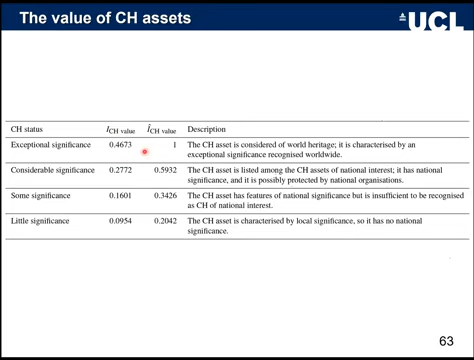 The value of CH assets
UCL
CH status I_CH value Î_CH value Description
Exceptional significance 0.4673 1 The CH asset is considered of world heritage; it is characterised by an
exceptional significance recognised worldwide.
Considerable significance 0.2772 0.5932 The CH asset is listed among the CH assets of national interest; it has national
significance, and it is possibly protected by national organisations.
Some significance 0.1601 0.3426 The CH asset has features of national significance but is insufficient to be recognised
as CH of national interest.
Little significance 0.0954 0.2042 The CH asset is characterised by local significance, so it has no national
significance.
63